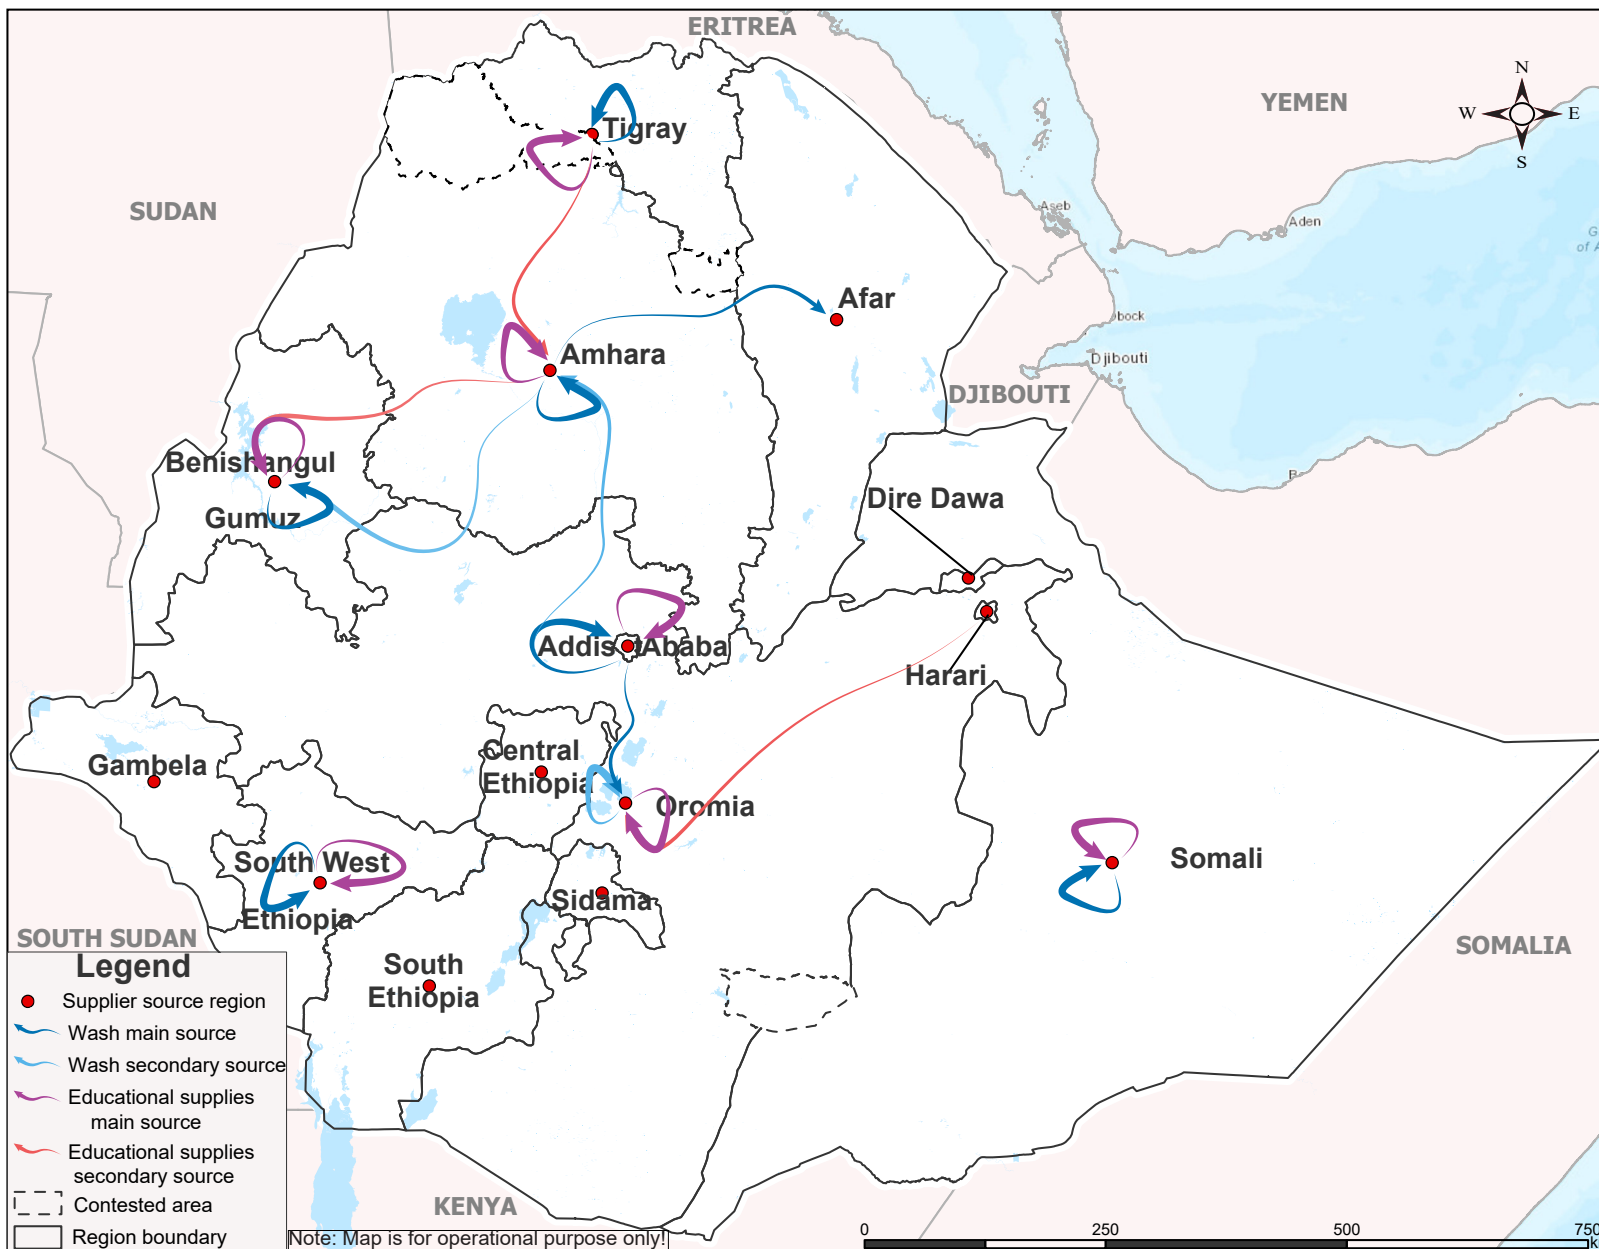 ERITREA
YEMEN
N
W
E
S
Tigray
SUDAN
Aseb
Aden
Afar
Djibouti
Amhara
DJIBOUTI
Benishangul
Gumuz
Dire Dawa
Addis Ababa
Harari
Central
Ethiopia
Gambela
Oromia
South West
Ethiopia
Somali
Sidama
SOUTH SUDAN
SOMALIA
South
Ethiopia
Legend
Supplier source region
Wash main source
Wash secondary source
Educational supplies
main source
Educational supplies
secondary source
Contested area
Region boundary
KENYA
Note: Map is for operational purpose only!
0
250
500
750